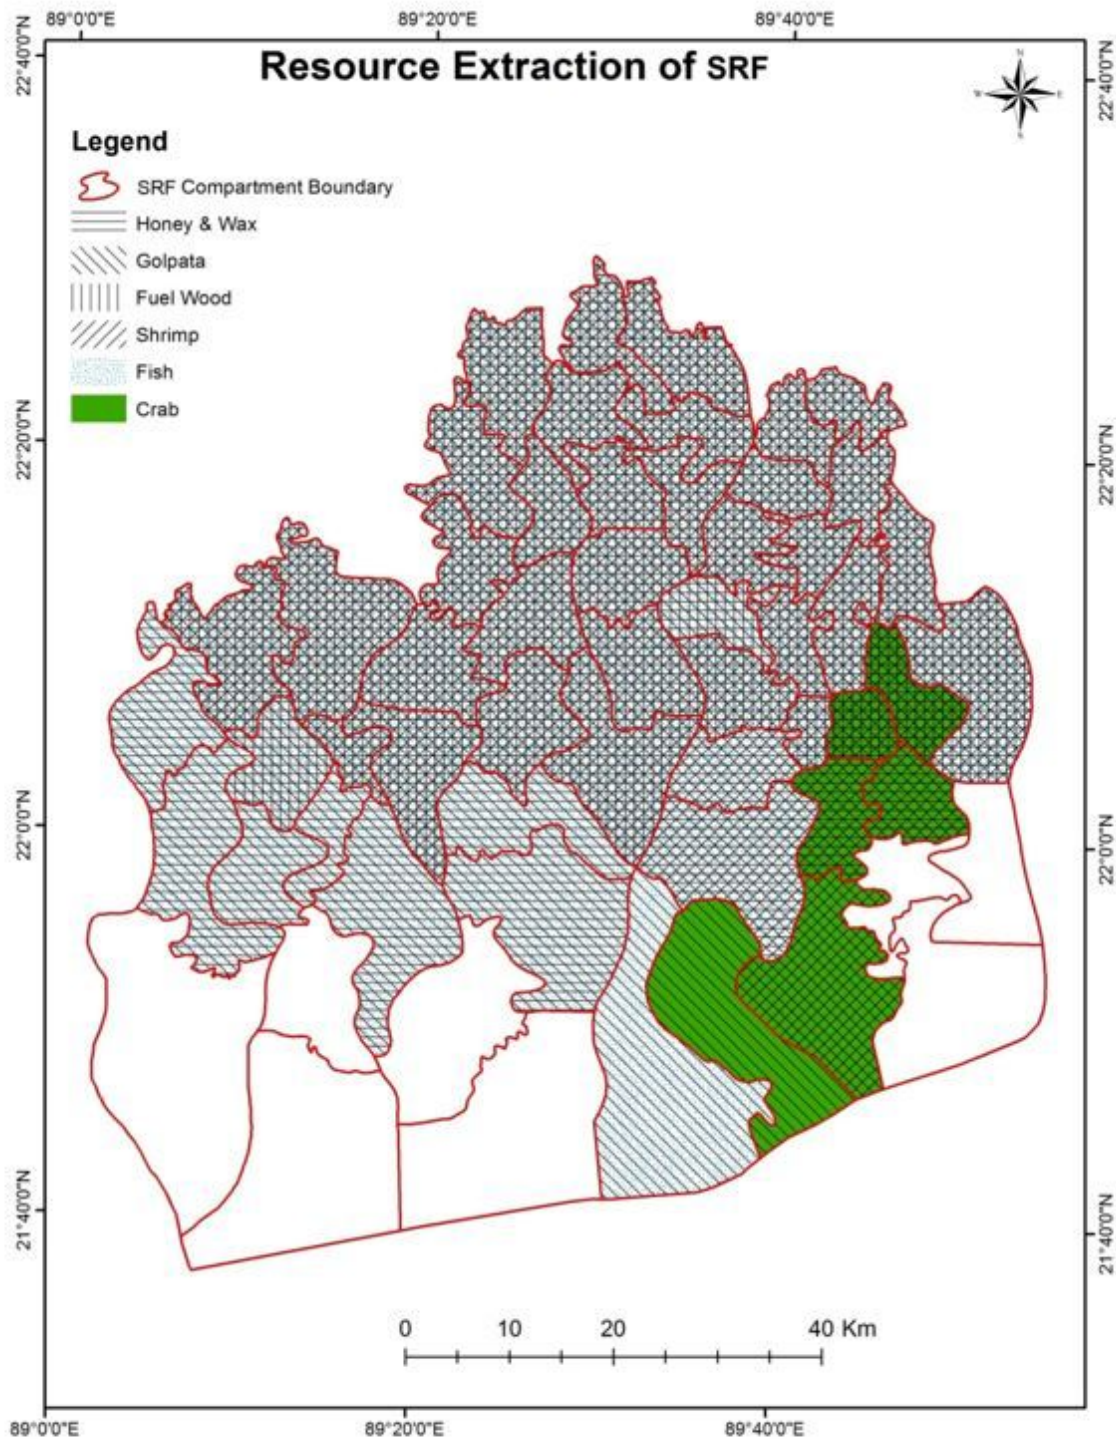 89°0'0"E 89°20'0"E 89°40'0"E
22°40'0"N
22°40'0"N
Resource Extraction of SRF
N
W E
S
Legend
SRF Compartment Boundary
Honey & Wax
Golpata
Fuel Wood
Shrimp
Fish
Crab
22°20'0"N
22°20'0"N
22°0'0"N
22°0'0"N
21°40'0"N
21°40'0"N
0 10 20 40 Km
89°0'0"E 89°20'0"E 89°40'0"E